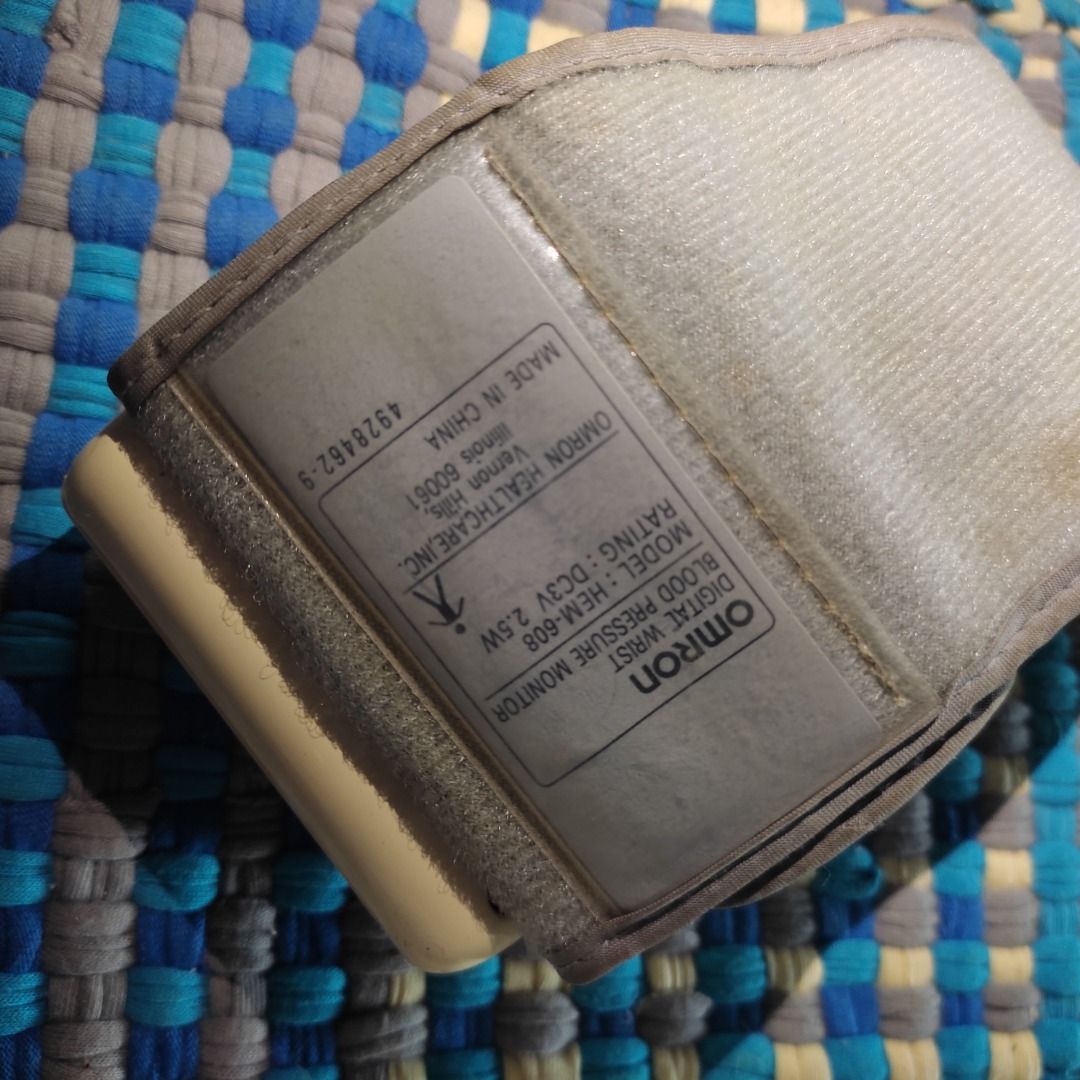 OMRON
DIGITAL WRIST
BLOOD PRESSURE MONITOR
MODEL : HEM-608
RATING : DC3V 2.5W
OMRON HEALTHCARE,INC.
Vernon Hills,
Illinois 60061
MADE IN CHINA
4928462-9